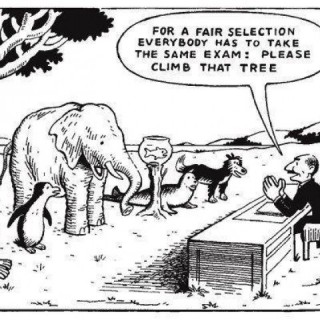 FOR A FAIR SELECTION
EVERYBODY HAS TO TAKE
THE SAME EXAM: PLEASE
CLIMB THAT TREE